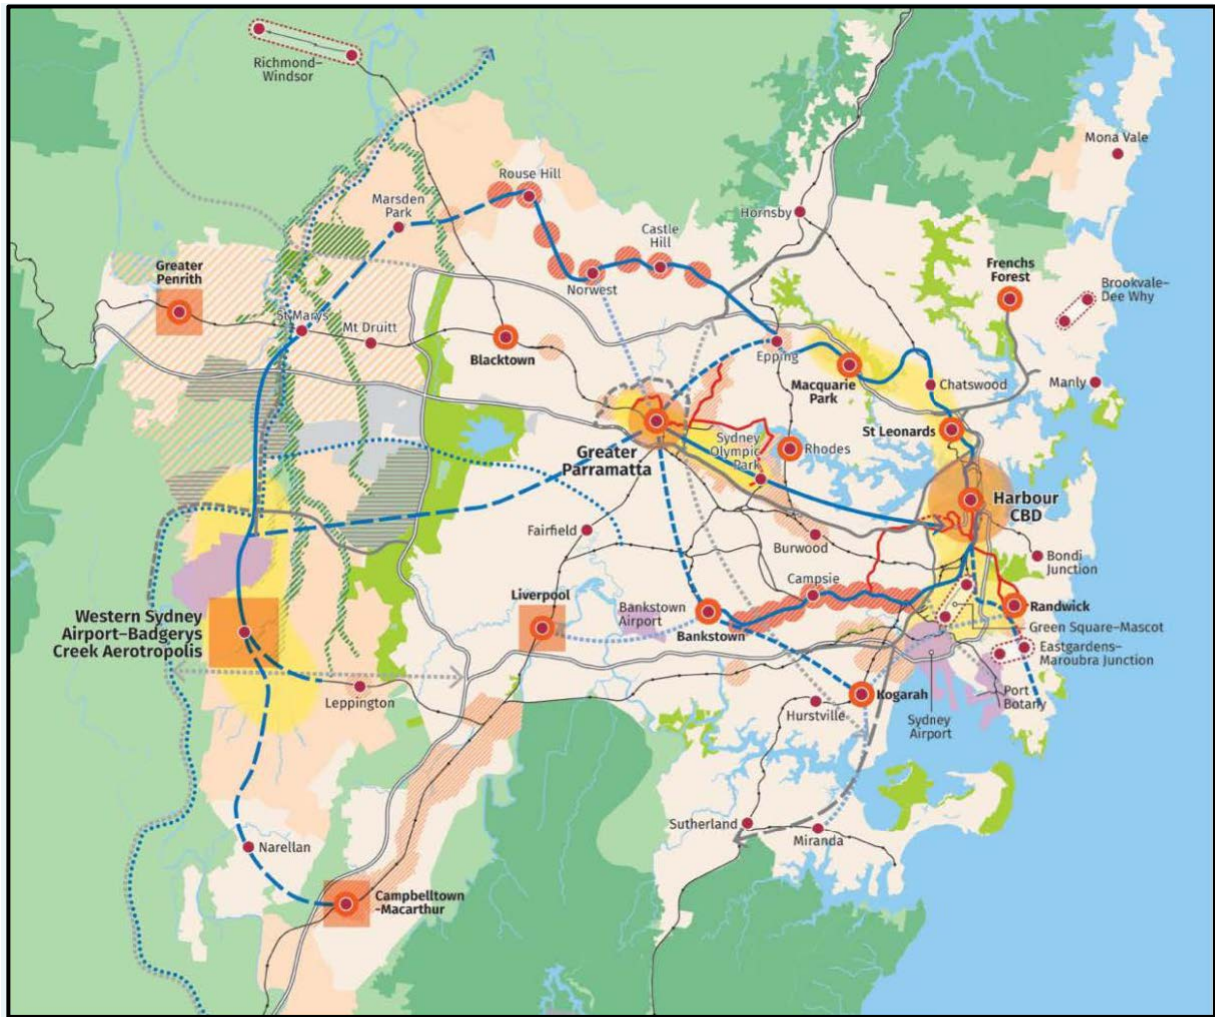 Richmond–
Windsor
Mona Vale
Rouse Hill
Marsden
Park
Hornsby
Castle
Hill
Greater
Penrith
Norwest
Frenchs
Forest
Brookvale–
Dee Why
St Marys
Mt Druitt
Blacktown
Epping
Macquarie
Park
Chatswood
Manly
St Leonards
Greater
Parramatta
Sydney
Olympic
Park
Rhodes
Harbour
CBD
Fairfield
Burwood
Bondi
Junction
Campsie
Liverpool
Bankstown
Airport
Bankstown
Randwick
Western Sydney
Airport–Badgerys
Creek Aerotropolis
Green Square–Mascot
Eastgardens–
Maroubra Junction
Leppington
Kogarah
Hurstville
Sydney
Airport
Port
Botany
Sutherland
Miranda
Narellan
Campbelltown
-Macarthur